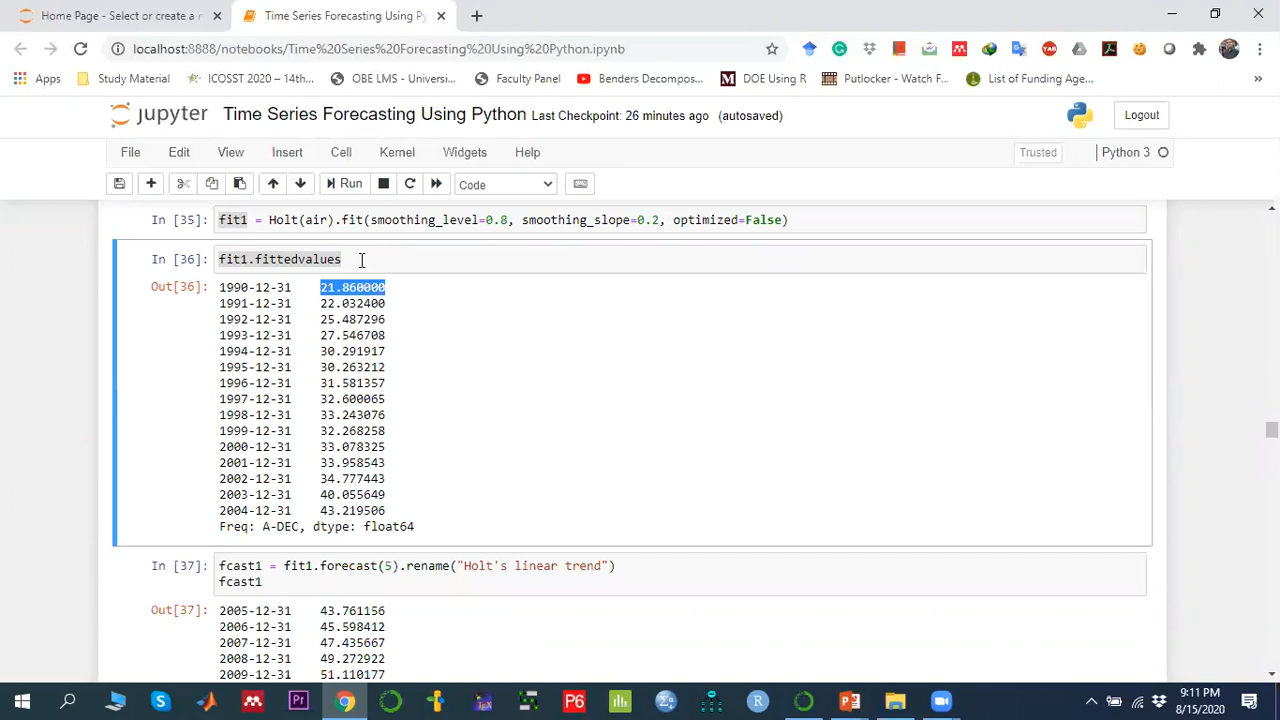 Home Page - Select or create a n
Time Series Forecasting Using Py
localhost:8888/notebooks/Time%20Series%20Forecasting%20Using%20Python.ipynb
Apps
Study Material
ICOSST 2020 – 14th...
OBE LMS - Universi...
Faculty Panel
Benders Decompos...
DOE Using R
Putlocker - Watch F...
List of Funding Age...
»
jupyter
Time Series Forecasting Using Python
Last Checkpoint: 26 minutes ago
(autosaved)
Logout
File
Edit
View
Insert
Cell
Kernel
Widgets
Help
Trusted
Python 3
Run
Code
In [35]: fit1 = Holt(air).fit(smoothing_level=0.8, smoothing_slope=0.2, optimized=False)
In [36]: fit1.fittedvalues
Out[36]: 1990-12-31 21.860000
1991-12-31 22.032400
1992-12-31 25.487296
1993-12-31 27.546708
1994-12-31 30.291917
1995-12-31 30.263212
1996-12-31 31.581357
1997-12-31 32.600065
1998-12-31 33.243076
1999-12-31 32.268258
2000-12-31 33.078325
2001-12-31 33.958543
2002-12-31 34.777443
2003-12-31 40.055649
2004-12-31 43.219506
Freq: A-DEC, dtype: float64
In [37]: fcast1 = fit1.forecast(5).rename("Holt's linear trend")
fcast1
Out[37]: 2005-12-31 43.761156
2006-12-31 45.598412
2007-12-31 47.435667
2008-12-31 49.272922
2009-12-31 51.110177
9:11 PM
8/15/2020